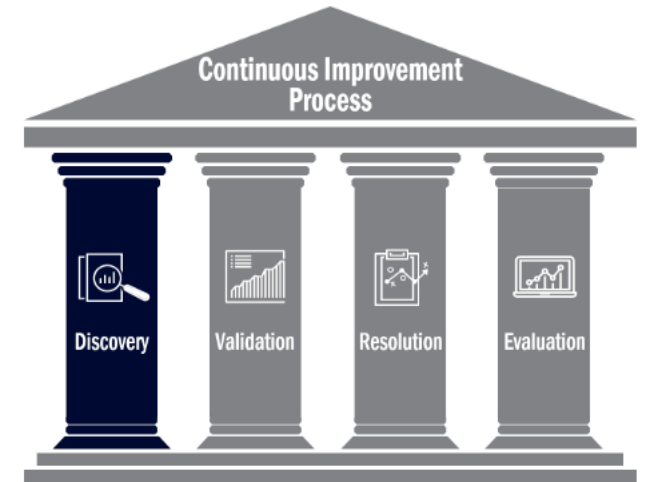 Continuous Improvement
Process
Discovery
Validation
Resolution
Evaluation